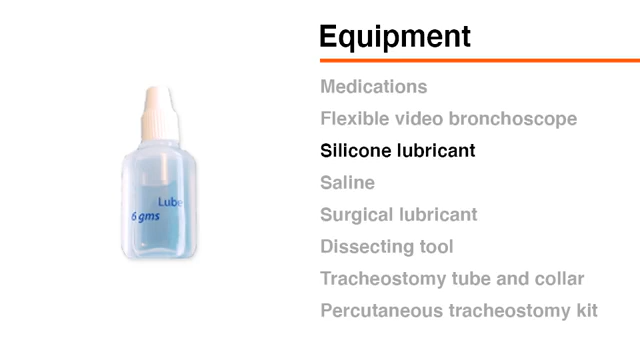 Equipment
Medications
Flexible video bronchoscope
Silicone lubricant
Saline
Surgical lubricant
Dissecting tool
Tracheostomy tube and collar
Percutaneous tracheostomy kit
Lube
6 gms